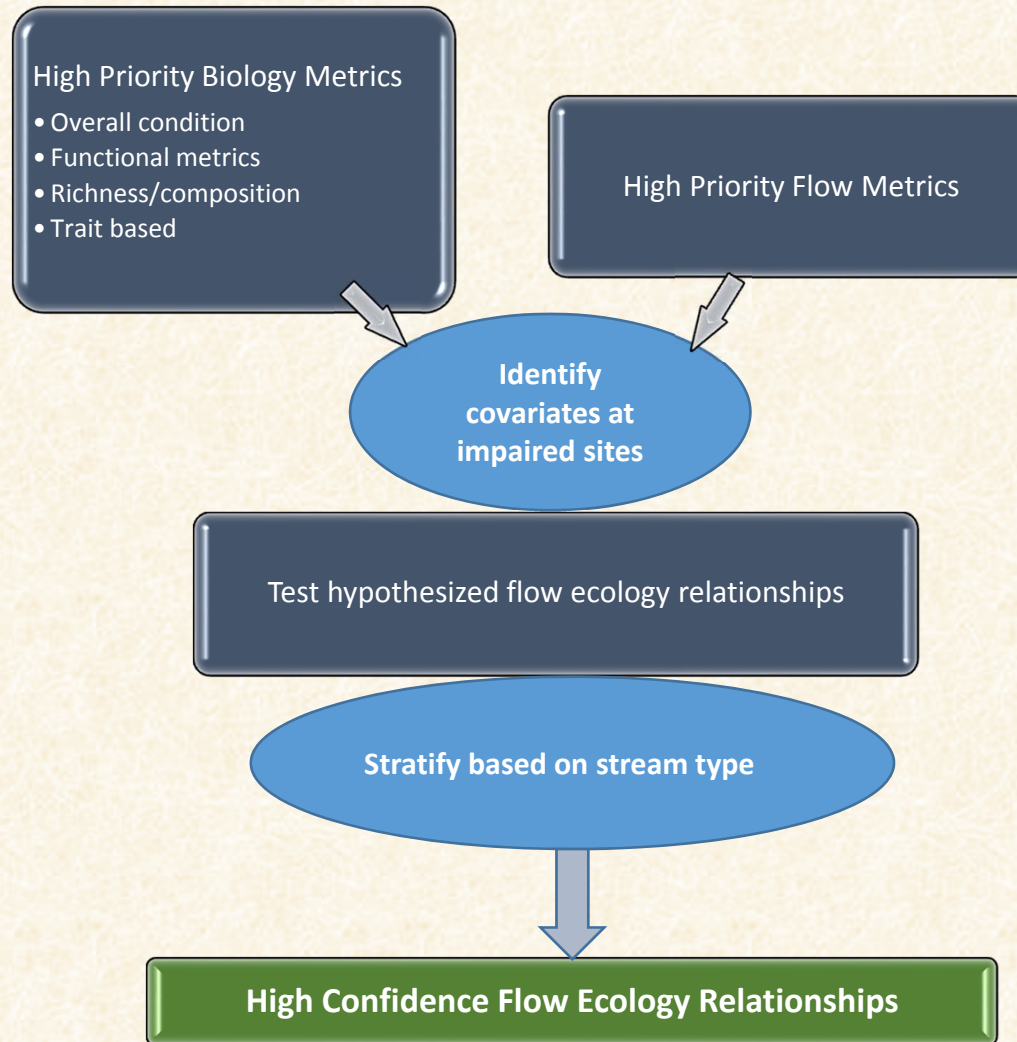 High Priority Biology Metrics
• Overall condition
• Functional metrics
• Richness/composition
• Trait based
High Priority Flow Metrics
Identify
covariates at
impaired sites
Test hypothesized flow ecology relationships
Stratify based on stream type
High Confidence Flow Ecology Relationships